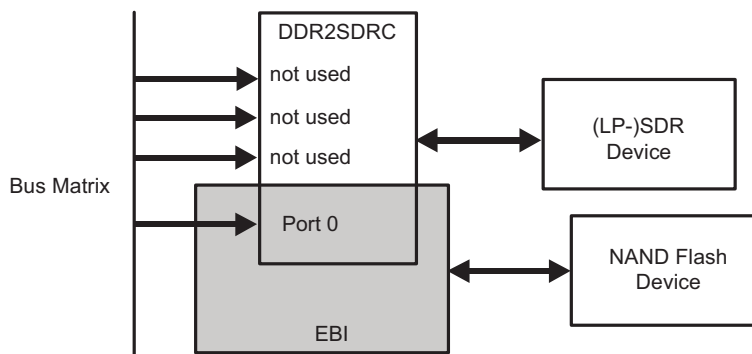 DDR2SDRC
not used
not used
not used
Bus Matrix
Port 0
EBI
(LP-)SDR
Device
NAND Flash
Device